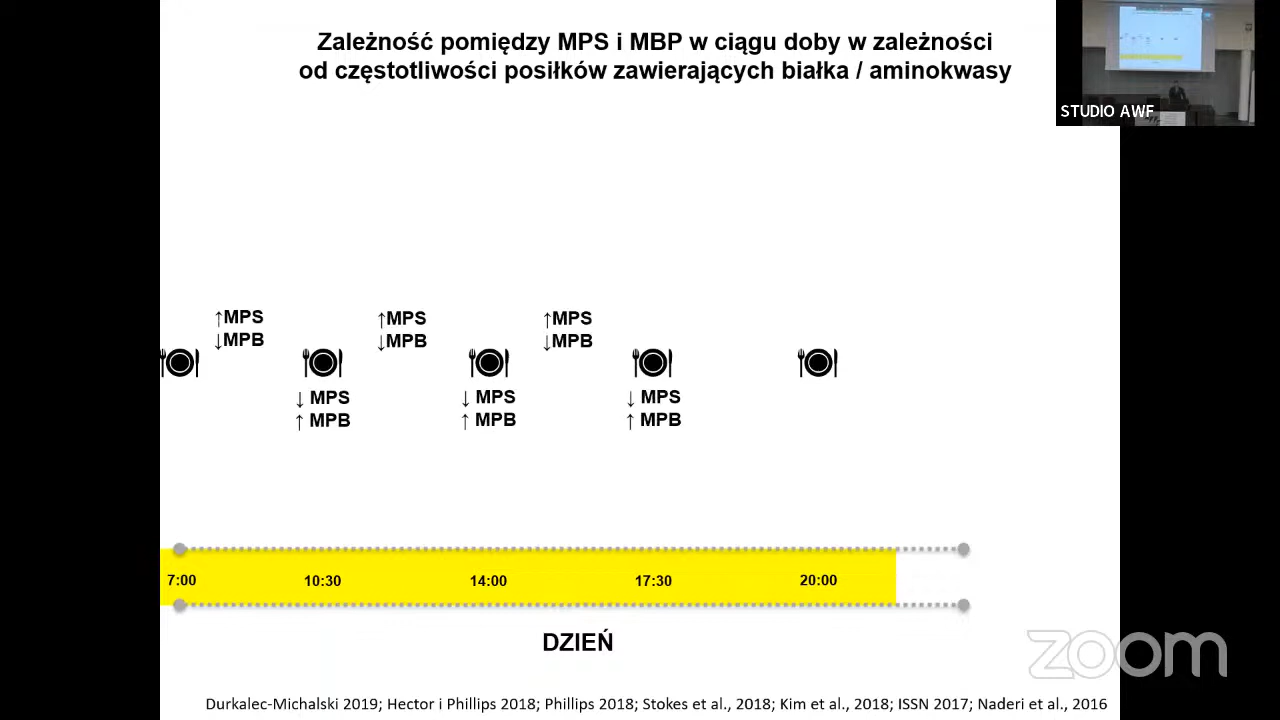 Zależność pomiędzy MPS i MBP w ciągu doby w zależności
od częstotliwości posiłków zawierających białka / aminokwasy
STUDIO AWF
↑MPS
↓MPB
↑MPS
↓MPB
↑MPS
↓MPB
↓ MPS
↑ MPB
↓ MPS
↑ MPB
↓ MPS
↑ MPB
7:00 10:30 14:00 17:30 20:00
DZIEŃ
zoom
Durkalec-Michalski 2019; Hector i Phillips 2018; Phillips 2018; Stokes et al., 2018; Kim et al., 2018; ISSN 2017; Naderi et al., 2016